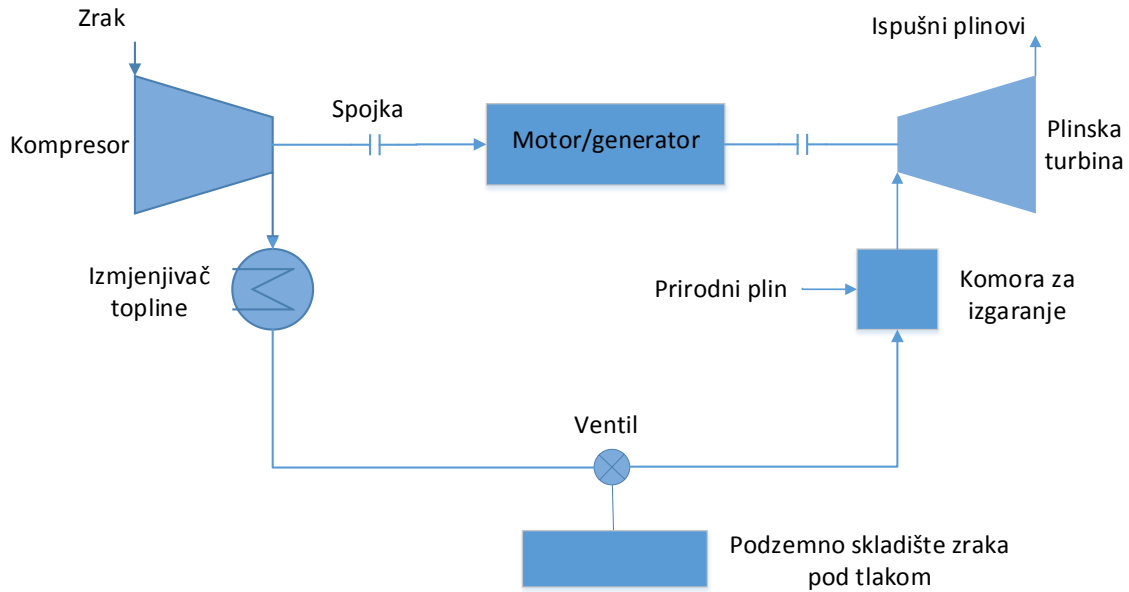 Zrak
Ispušni plinovi
Spojka
Kompresor
Motor/generator
Plinska
turbina
Izmjenjivač
topline
Prirodni plin
Komora za
izgaranje
Ventil
Podzemno skladište zraka
pod tlakom